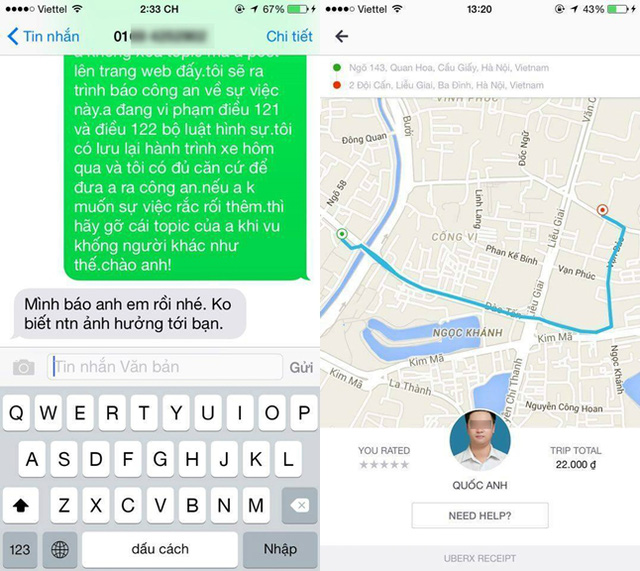 Viettel 2:33 CH 67%
Tin nhắn 01 Chi tiết
lên trang web đấy.tôi sẽ ra
trình báo công an về sự việc
này.a đang vi phạm điều 121
và điều 122 bộ luật hình sự.tôi
có lưu lại hành trình xe hôm
qua và tôi có đủ căn cứ để
đưa a ra công an.nếu a k
muốn sự việc rắc rối thêm.thì
hãy gỡ cái topic của a khi vu
khống người khác như
thế.chào anh!
Mình báo anh em rồi nhé. Ko
biết ntn ảnh hưởng tới bạn.
Tin nhắn Văn bản Gửi
Q W E R T Y U I O P
A S D F G H J K L
Z X C V B N M
123 dấu cách Nhập
Viettel 13:20 43%
Ngõ 143, Quan Hoa, Cầu Giấy, Hà Nội, Vietnam
2 Đội Cấn, Liễu Giai, Ba Đình, Hà Nội, Vietnam
VĨNH PHÚC
Văn C
Bưởi
Đông Quan
Đốc Ngữ
Ngõ 58
Linh Lang
Liễu Giai
CỐNG VỊ
Phan Kế Bính
Vạn Phúc
Vạn Phúc
Liễu Giai
Đào Tấn
NGỌC KHÁNH
Kim Mã
Kim Mã
La.Thành
Ngọc Khánh
Nguyễn Chí Thanh
Nguyễn Công Hoan
YOU RATED
TRIP TOTAL
22.000 ₫
QUỐC ANH
NEED HELP?
UBERX RECEIPT